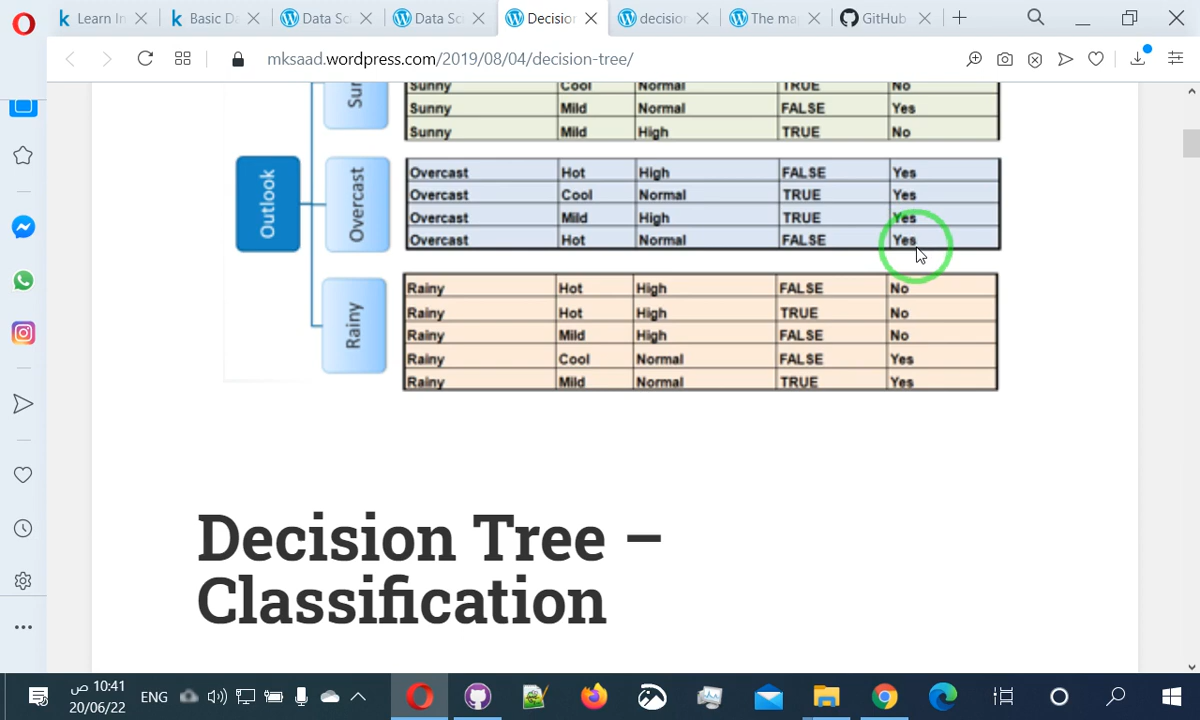 Learn In
Basic Da
Data Sci
Data Sci
Decision
decision
The ma
GitHub
mksaad.wordpress.com/2019/08/04/decision-tree/
Sunny Cool Normal TRUE No
Sunny Mild Normal FALSE Yes
Sunny Mild High TRUE No
Outlook
Overcast
Overcast Hot High FALSE Yes
Overcast Cool Normal TRUE Yes
Overcast Mild High TRUE Yes
Overcast Hot Normal FALSE Yes
Rainy
Rainy Hot High FALSE No
Rainy Hot High TRUE No
Rainy Mild High FALSE No
Rainy Cool Normal FALSE Yes
Rainy Mild Normal TRUE Yes
Decision Tree –
Classification
10:41 ص
20/06/22
ENG